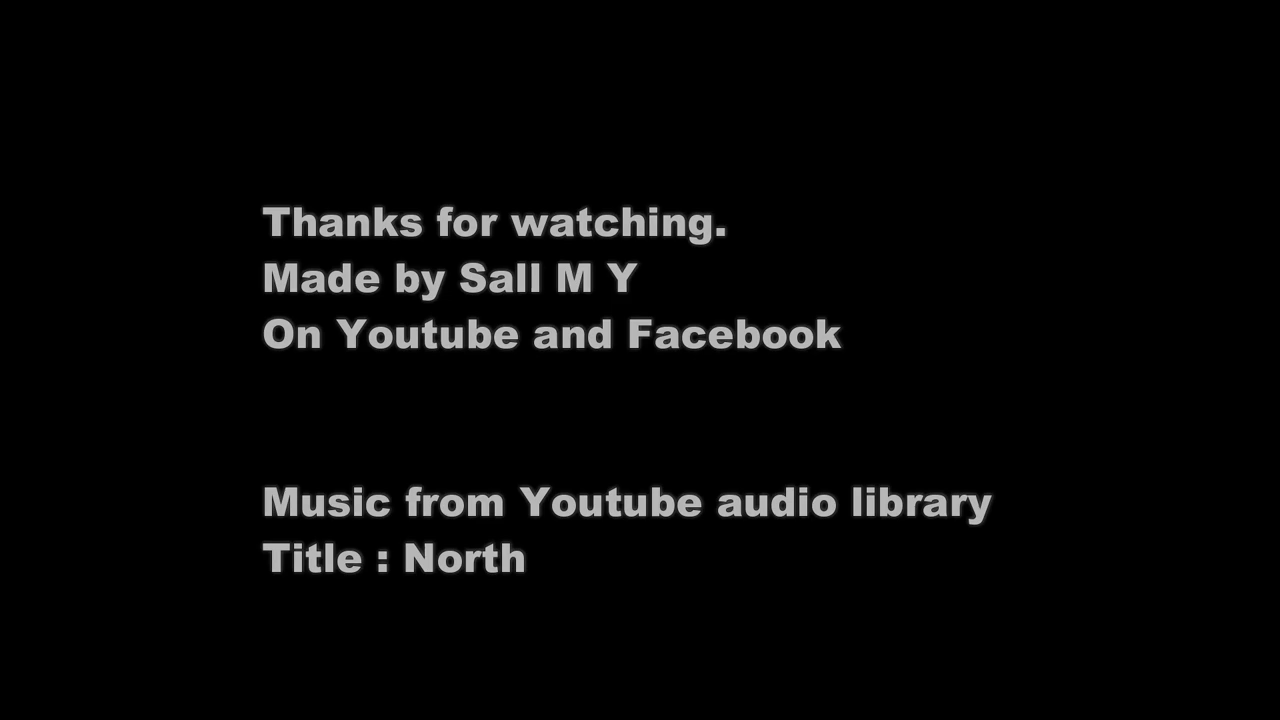 Thanks for watching.
Made by Sall M Y
On Youtube and Facebook
Music from Youtube audio library
Title : North